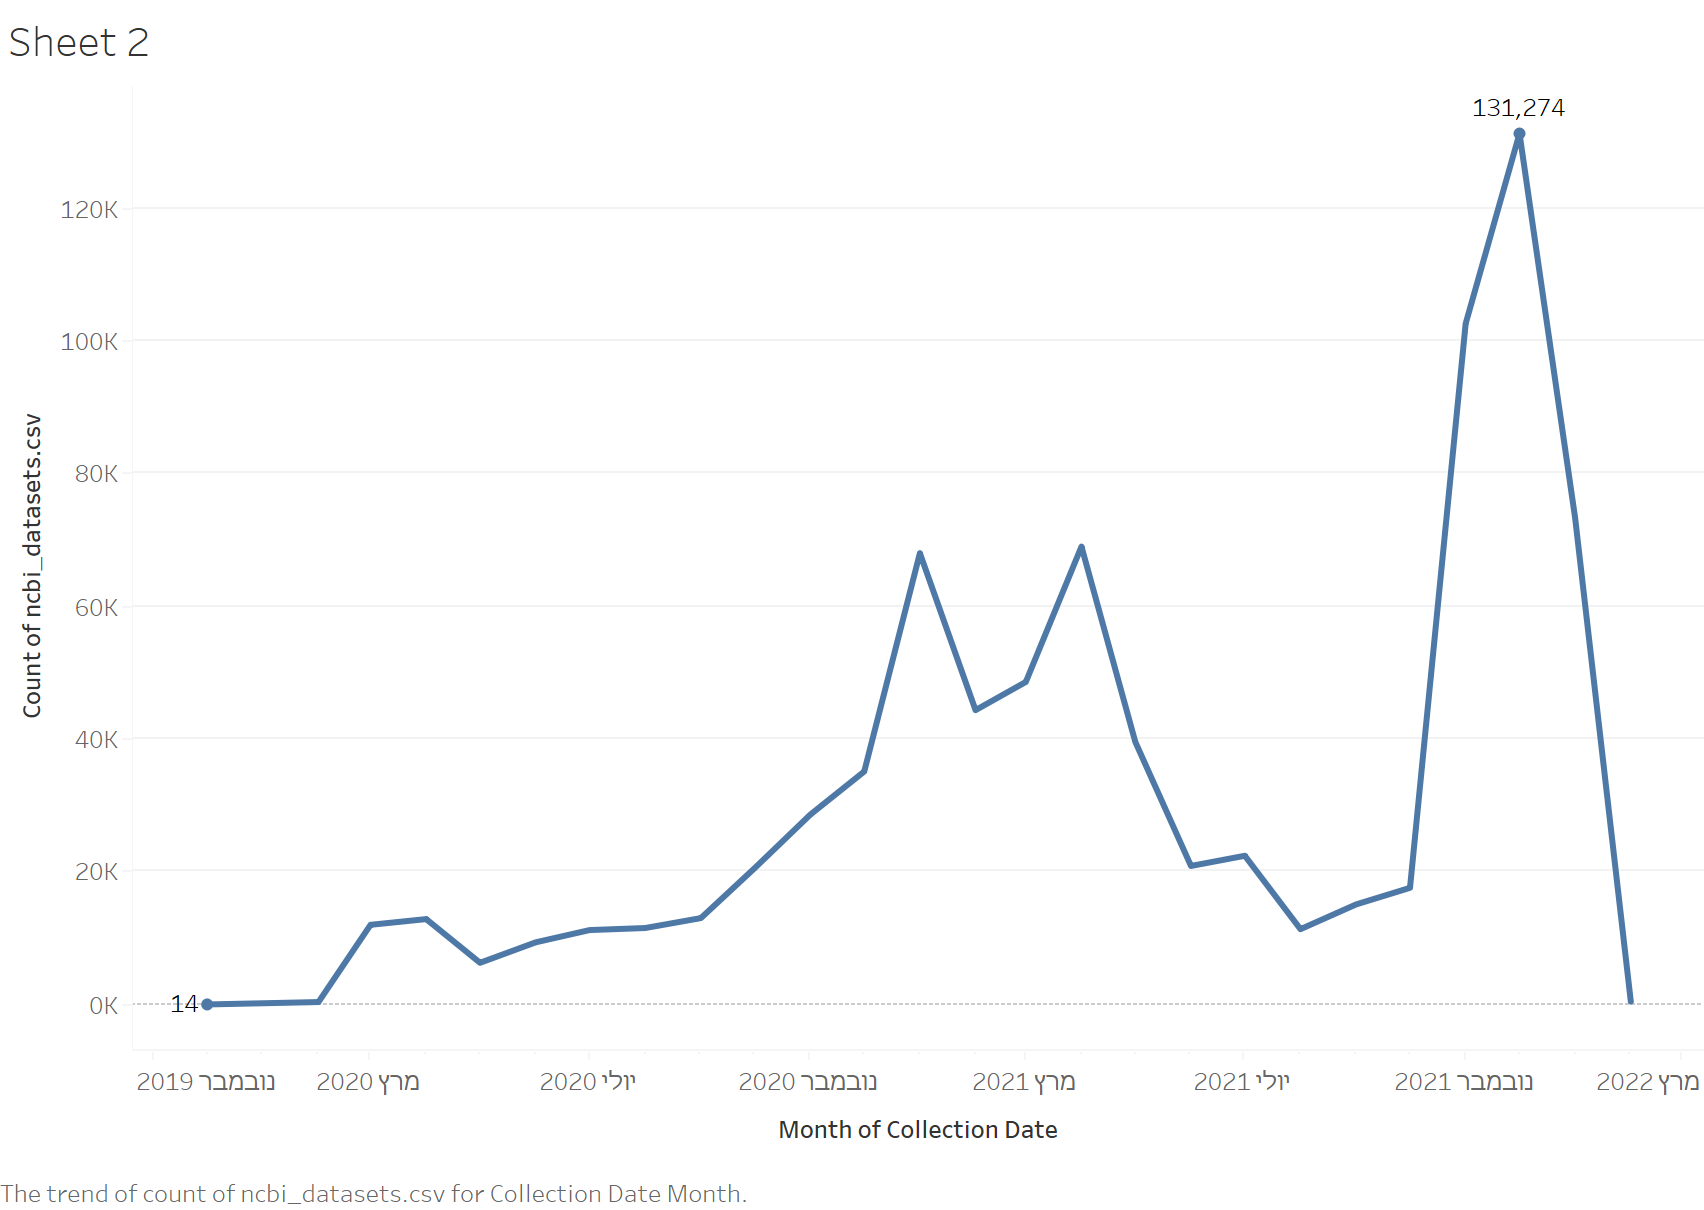 Sheet 2
131,274
120K
100K
80K
60K
40K
20K
0K
14
Count of ncbi_datasets.csv
נובמבר 2019
מרץ 2020
יולי 2020
נובמבר 2020
מרץ 2021
יולי 2021
נובמבר 2021
מרץ 2022
Month of Collection Date
The trend of count of ncbi_datasets.csv for Collection Date Month.